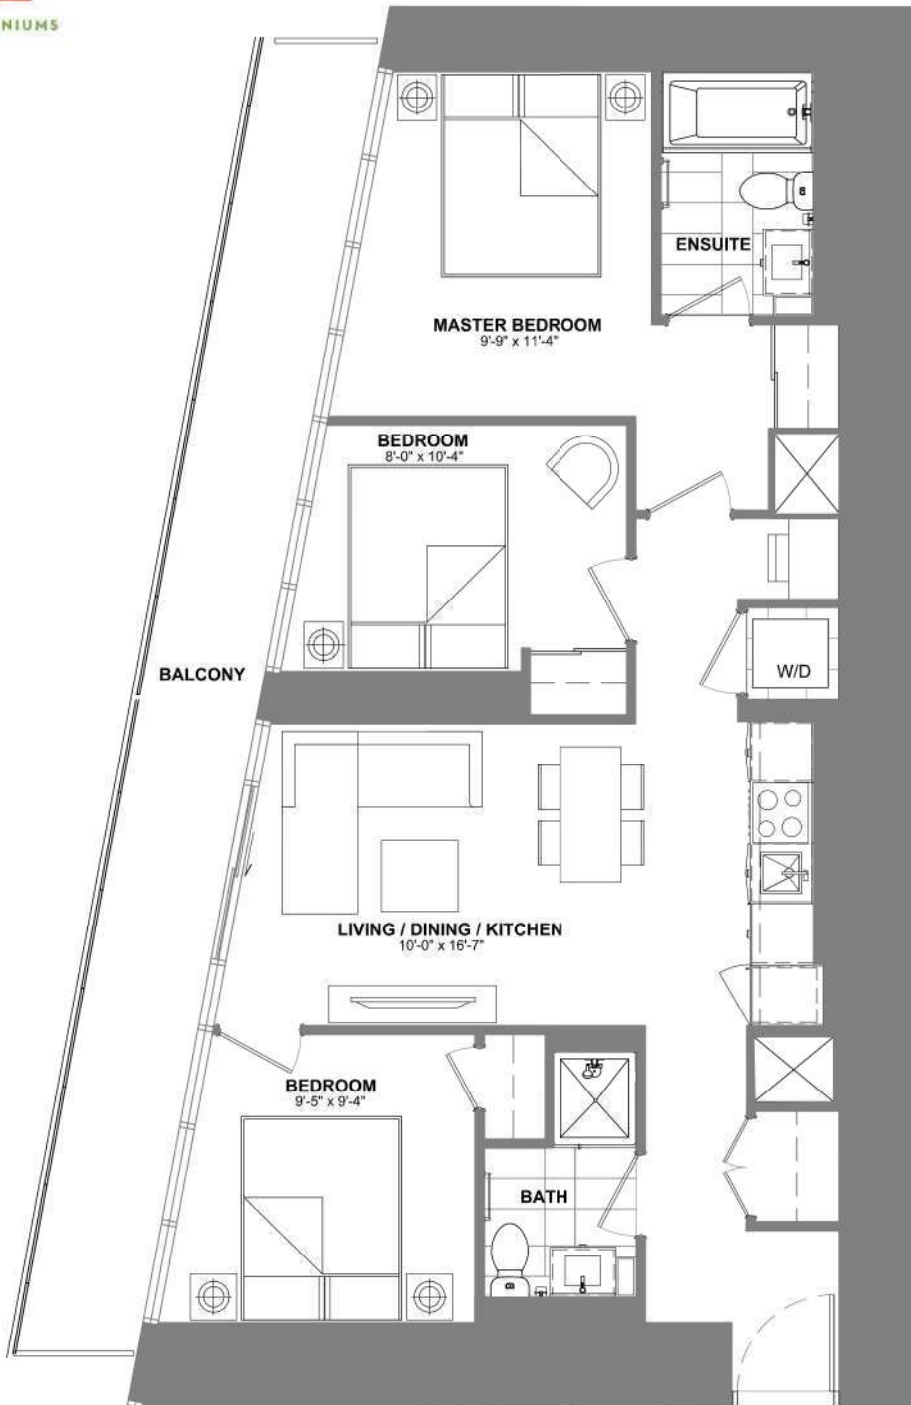 NIUMS
ENSUITE
MASTER BEDROOM
9'-9" x 11'-4"
BEDROOM
8'-0" x 10'-4"
BALCONY
W/D
LIVING / DINING / KITCHEN
10'-0" x 16'-7"
BEDROOM
9'-5" x 9'-4"
BATH